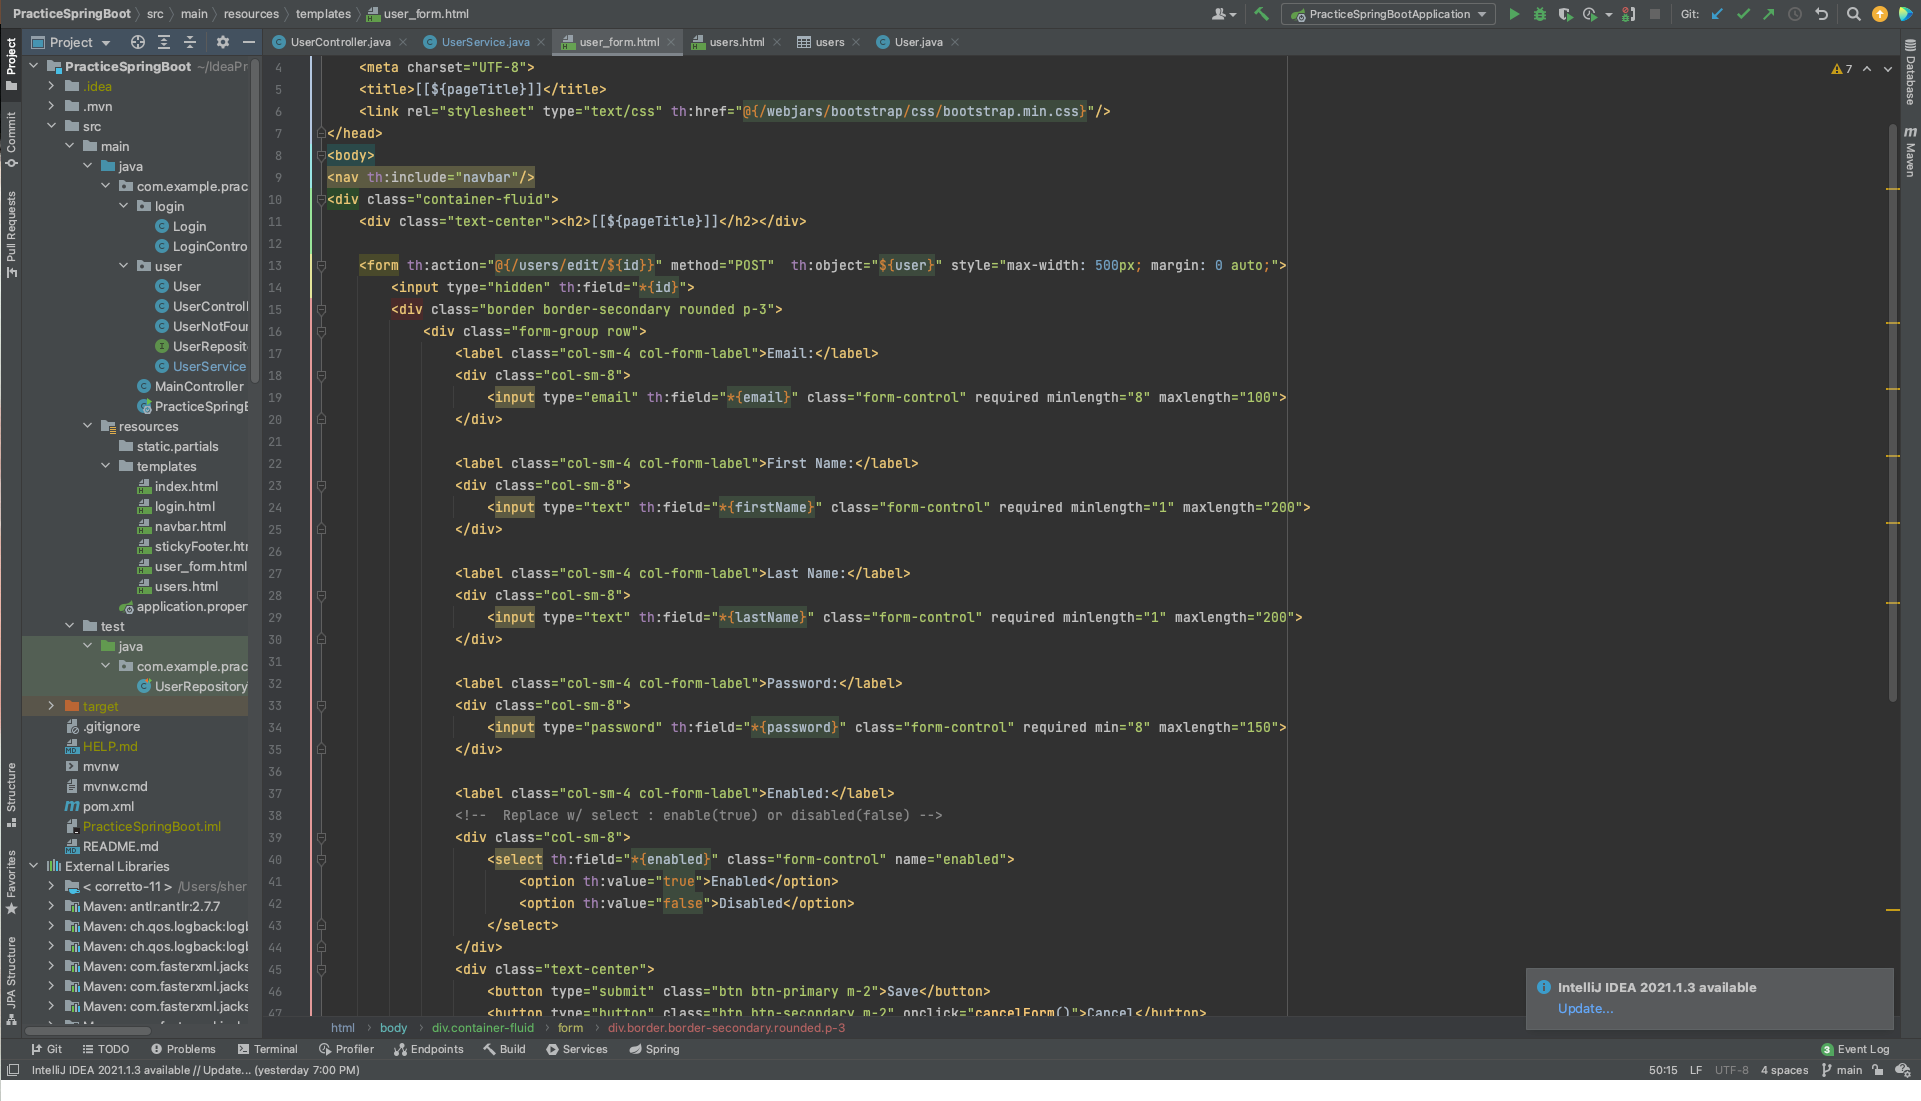 PracticeSpringBoot › src › main › resources › templates › user_form.html
PracticeSpringBootApplication
Git:
Project
UserController.java
UserService.java
user_form.html
users.html
users
User.java
Project
Commit
Pull Requests
Structure
Favorites
JPA Structure
PracticeSpringBoot ~/IdeaPr
.idea
.mvn
src
main
java
com.example.prac
login
Login
LoginContro
user
User
UserControll
UserNotFou
UserReposit
UserService
MainController
PracticeSpringE
resources
static.partials
templates
index.html
login.html
navbar.html
stickyFooter.htr
user_form.html
users.html
application.proper
test
java
com.example.prac
UserRepository
target
.gitignore
HELP.md
mvnw
mvnw.cmd
pom.xml
PracticeSpringBoot.iml
README.md
External Libraries
< corretto-11 > /Users/sher
Maven: antlr:antlr:2.7.7
Maven: ch.qos.logback:logl
Maven: ch.qos.logback:logl
Maven: com.fasterxml.jacks
Maven: com.fasterxml.jacks
Maven: com.fasterxml.jacks
4 <meta charset="UTF-8">
5 <title>[[${pageTitle}]]</title>
6 <link rel="stylesheet" type="text/css" th:href="@{/webjars/bootstrap/css/bootstrap.min.css}"/>
7 </head>
8 <body>
9 <nav th:include="navbar"/>
10 <div class="container-fluid">
11 <div class="text-center"><h2>[[${pageTitle}]]</h2></div>
12
13 <form th:action="@{/users/edit/${id}}" method="POST"  th:object="${user}" style="max-width: 500px; margin: 0 auto;">
14 <input type="hidden" th:field="*{id}">
15 <div class="border border-secondary rounded p-3">
16 <div class="form-group row">
17 <label class="col-sm-4 col-form-label">Email:</label>
18 <div class="col-sm-8">
19 <input type="email" th:field="*{email}" class="form-control" required minlength="8" maxlength="100">
20 </div>
21
22 <label class="col-sm-4 col-form-label">First Name:</label>
23 <div class="col-sm-8">
24 <input type="text" th:field="*{firstName}" class="form-control" required minlength="1" maxlength="200">
25 </div>
26
27 <label class="col-sm-4 col-form-label">Last Name:</label>
28 <div class="col-sm-8">
29 <input type="text" th:field="*{lastName}" class="form-control" required minlength="1" maxlength="200">
30 </div>
31
32 <label class="col-sm-4 col-form-label">Password:</label>
33 <div class="col-sm-8">
34 <input type="password" th:field="*{password}" class="form-control" required min="8" maxlength="150">
35 </div>
36
37 <label class="col-sm-4 col-form-label">Enabled:</label>
38 <!--  Replace w/ select : enable(true) or disabled(false) -->
39 <div class="col-sm-8">
40 <select th:field="*{enabled}" class="form-control" name="enabled">
41 <option th:value="true">Enabled</option>
42 <option th:value="false">Disabled</option>
43 </select>
44 </div>
45 <div class="text-center">
46 <button type="submit" class="btn btn-primary m-2">Save</button>
47 <button type="button" class="btn btn-secondary m-2" onclick="cancelForm()">Cancel</button>
7
Database
Maven
IntelliJ IDEA 2021.1.3 available
Update...
html › body › div.container-fluid › form › div.border.border-secondary.rounded.p-3
Git
TODO
Problems
Terminal
Profiler
Endpoints
Build
Services
Spring
3 Event Log
IntelliJ IDEA 2021.1.3 available // Update... (yesterday 7:00 PM)
50:15 LF UTF-8 4 spaces main